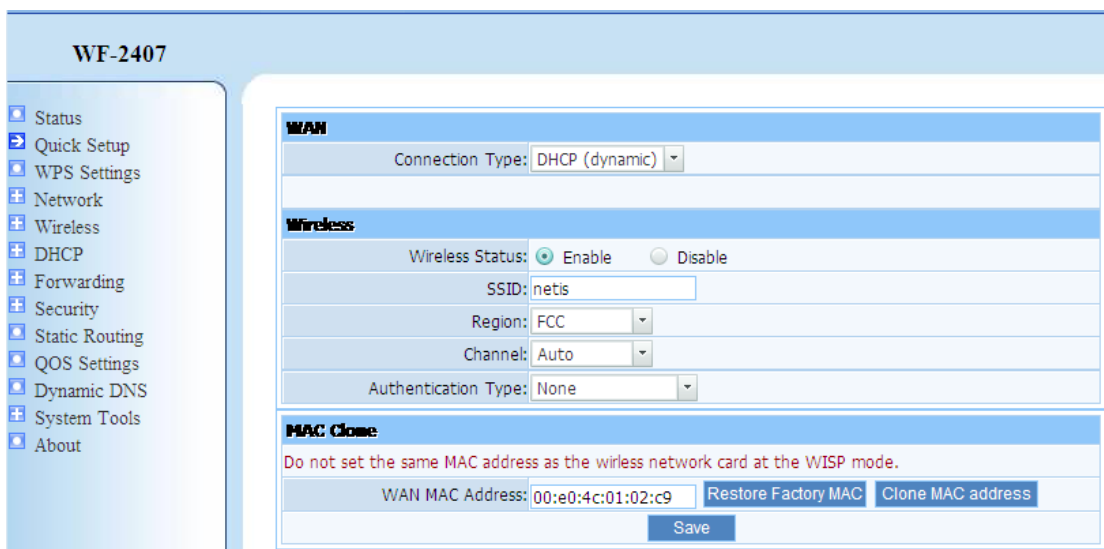 WF-2407
Status
Quick Setup
WPS Settings
Network
Wireless
DHCP
Forwarding
Security
Static Routing
QOS Settings
Dynamic DNS
System Tools
About
WAN
Connection Type: DHCP (dynamic)
Wireless
Wireless Status: Enable Disable
SSID: netis
Region: FCC
Channel: Auto
Authentication Type: None
MAC Clone
Do not set the same MAC address as the wirless network card at the WISP mode.
WAN MAC Address: 00:e0:4c:01:02:c9 Restore Factory MAC Clone MAC address
Save